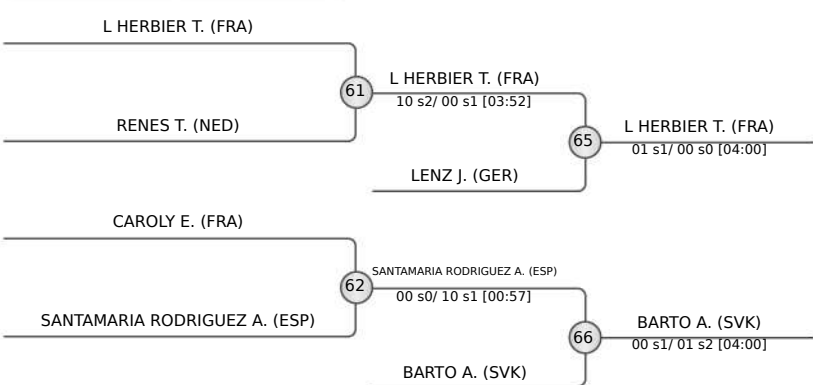 L HERBIER T. (FRA)
61
L HERBIER T. (FRA)
10 s2/ 00 s1 [03:52]
RENES T. (NED)
65
L HERBIER T. (FRA)
01 s1/ 00 s0 [04:00]
LENZ J. (GER)
CAROLY E. (FRA)
62
SANTAMARIA RODRIGUEZ A. (ESP)
00 s0/ 10 s1 [00:57]
SANTAMARIA RODRIGUEZ A. (ESP)
66
BARTO A. (SVK)
00 s1/ 01 s2 [04:00]
BARTO A. (SVK)